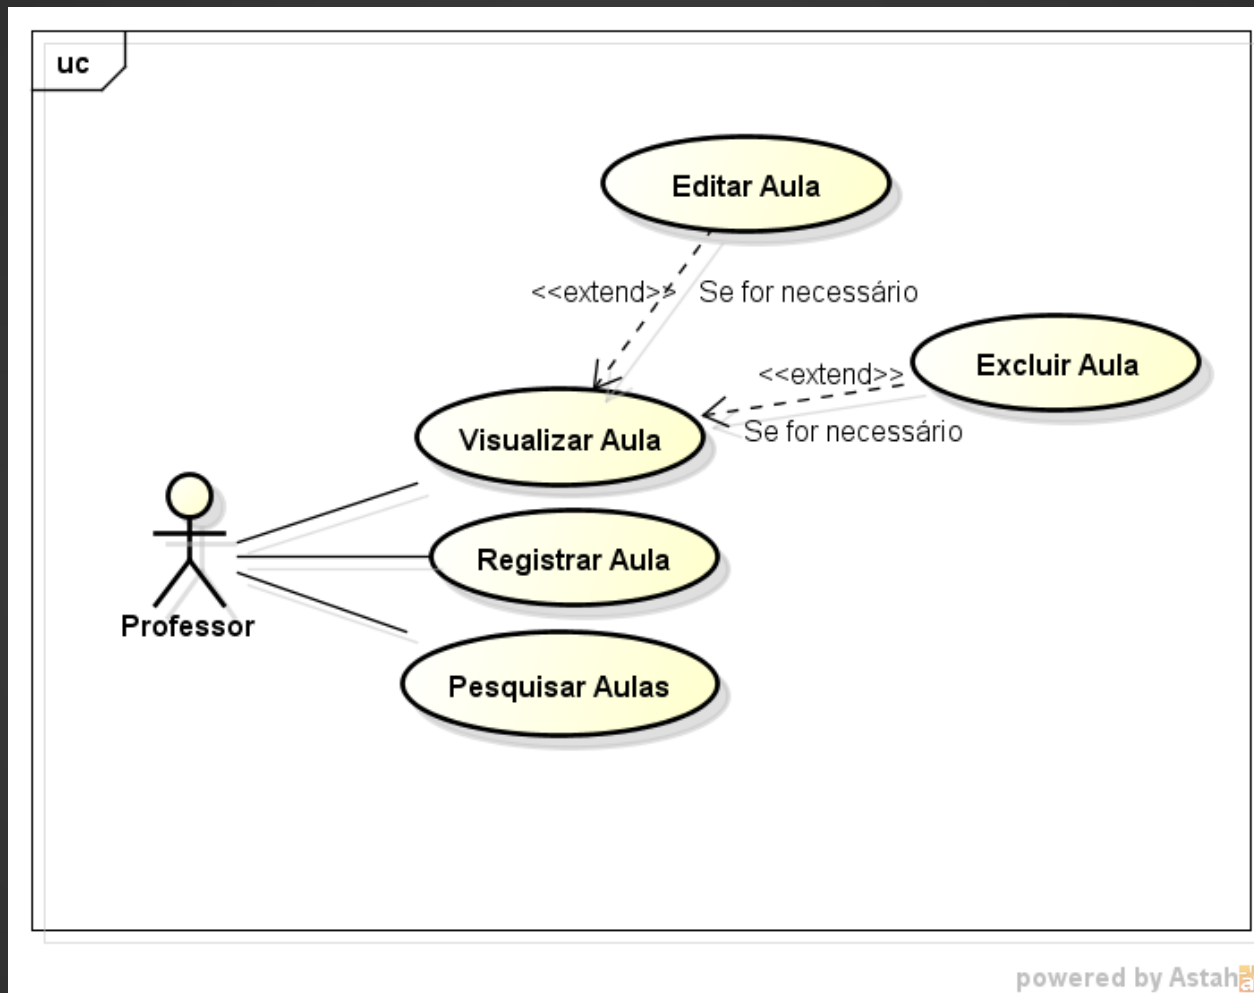 uc
Editar Aula
<<extend>>
Se for necessário
Excluir Aula
<<extend>>
Se for necessário
Visualizar Aula
Registrar Aula
Professor
Pesquisar Aulas
powered by Astah